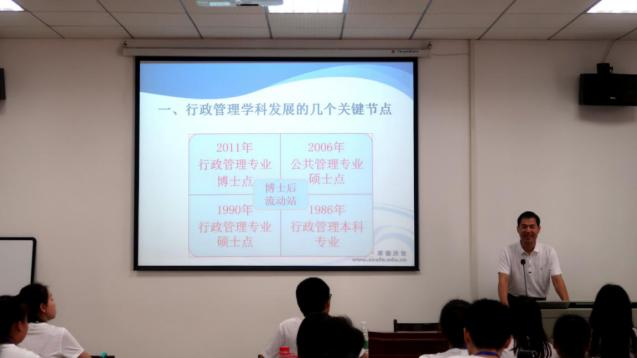 一、行政管理学科发展的几个关键节点
2011年
行政管理专业
博士点
2006年
公共管理专业
硕士点
博士后
流动站
1990年
行政管理专业
硕士点
1986年
行政管理本科
专业